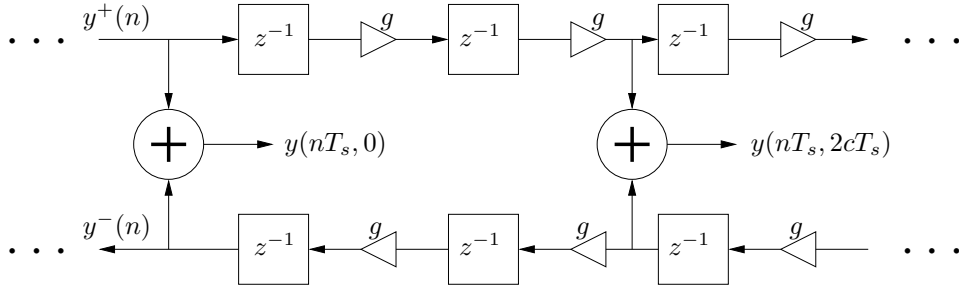 y⁺(n) z⁻¹ g z⁻¹ g z⁻¹ g
y(nTₛ, 0) y(nTₛ, 2cTₛ)
y⁻(n) z⁻¹ g z⁻¹ g z⁻¹ g